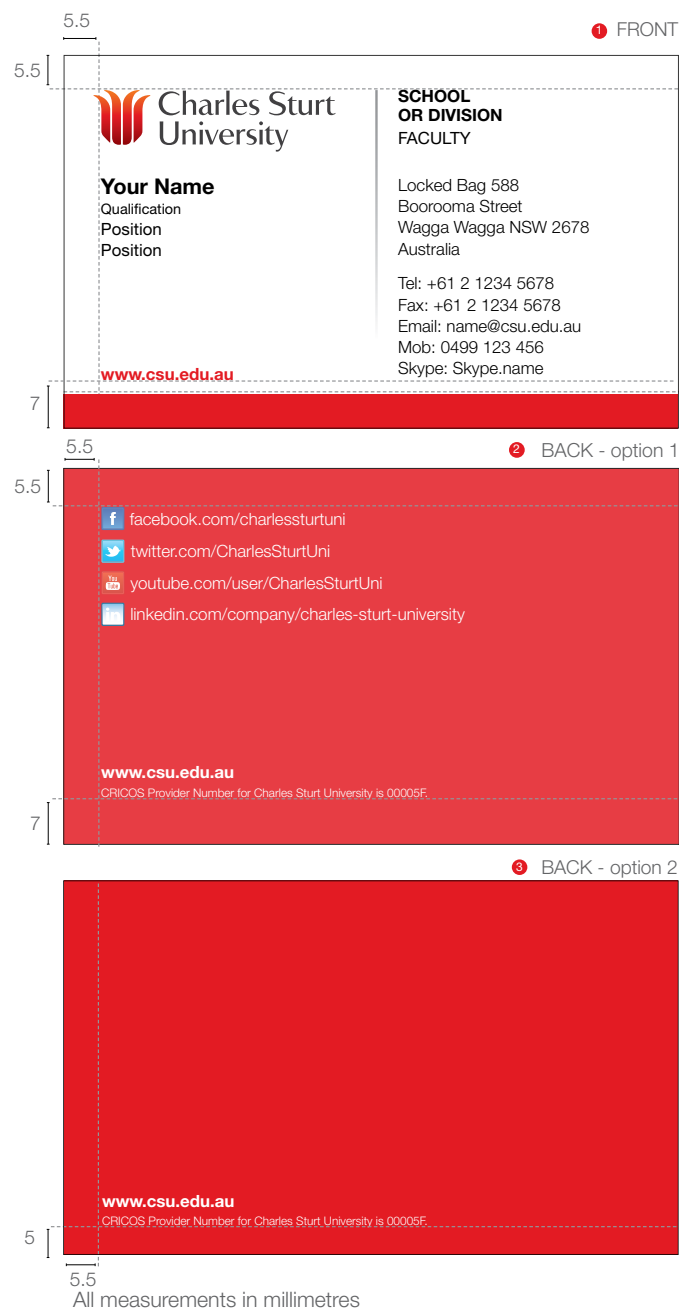 5.5
1 FRONT
5.5
Charles Sturt
University
SCHOOL
OR DIVISION
FACULTY
Your Name
Qualification
Position
Position
Locked Bag 588
Boorooma Street
Wagga Wagga NSW 2678
Australia
Tel: +61 2 1234 5678
Fax: +61 2 1234 5678
Email: name@csu.edu.au
Mob: 0499 123 456
Skype: Skype.name
www.csu.edu.au
7
5.5
2 BACK - option 1
5.5
f facebook.com/charlessturtuni
twitter.com/CharlesSturtUni
You Tube youtube.com/user/CharlesSturtUni
in linkedin.com/company/charles-sturt-university
www.csu.edu.au
CRICOS Provider Number for Charles Sturt University is 00005F.
7
3 BACK - option 2
www.csu.edu.au
CRICOS Provider Number for Charles Sturt University is 00005F.
5
5.5
All measurements in millimetres